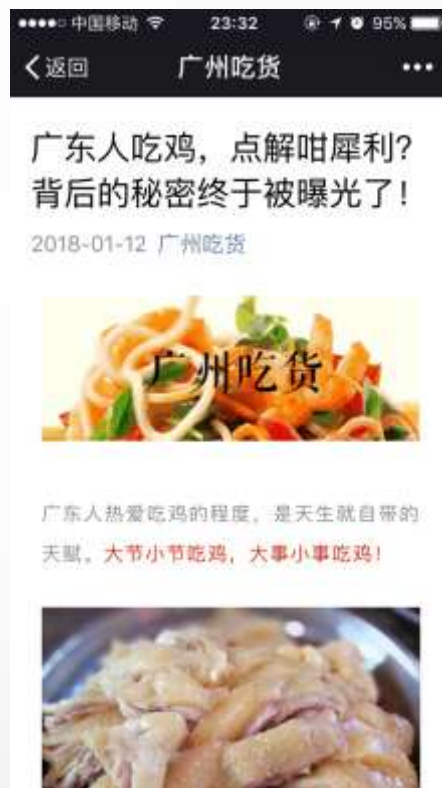 中国移动 23:32 95%
返回 广州吃货
广东人吃鸡，点解咁犀利？
背后的秘密终于被曝光了！
2018-01-12 广州吃货
广州吃货
广东人热爱吃鸡的程度，是天生就自带的
天赋。大节小节吃鸡，大事小事吃鸡！